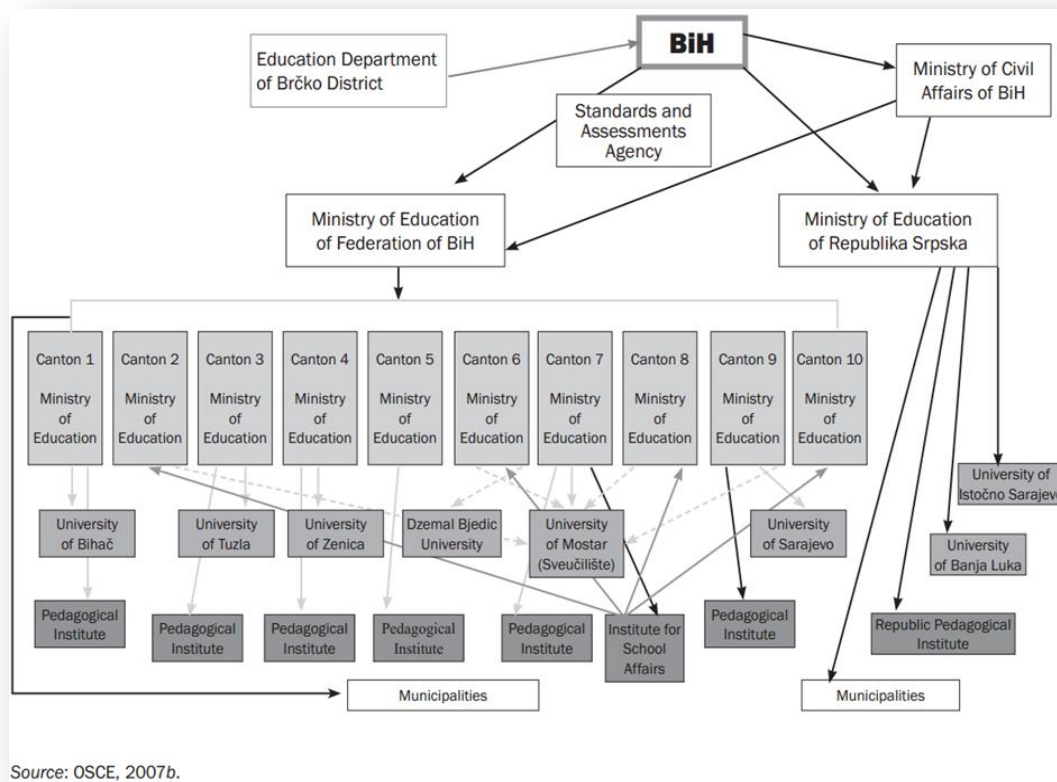 BiH
Education Department
of Brčko District
Ministry of Civil
Affairs of BiH
Standards and
Assessments
Agency
Ministry of Education
of Federation of BiH
Ministry of Education
of Republika Srpska
Canton 1
Ministry
of
Education
Canton 2
Ministry
of
Education
Canton 3
Ministry
of
Education
Canton 4
Ministry
of
Education
Canton 5
Ministry
of
Education
Canton 6
Ministry
of
Education
Canton 7
Ministry
of
Education
Canton 8
Ministry
of
Education
Canton 9
Ministry
of
Education
Canton 10
Ministry
of
Education
University of
Istočno Sarajevo
University
of Bihač
University
of Tuzla
University
of Zenica
Dzemal Bjedic
University
University
of Mostar
(Sveučilište)
University
of Sarajevo
University
of Banja Luka
Pedagogical
Institute
Pedagogical
Institute
Pedagogical
Institute
Pedagogical
Institute
Pedagogical
Institute
Institute for
School
Affairs
Pedagogical
Institute
Republic Pedagogical
Institute
Municipalities
Municipalities
Source: OSCE, 2007b.